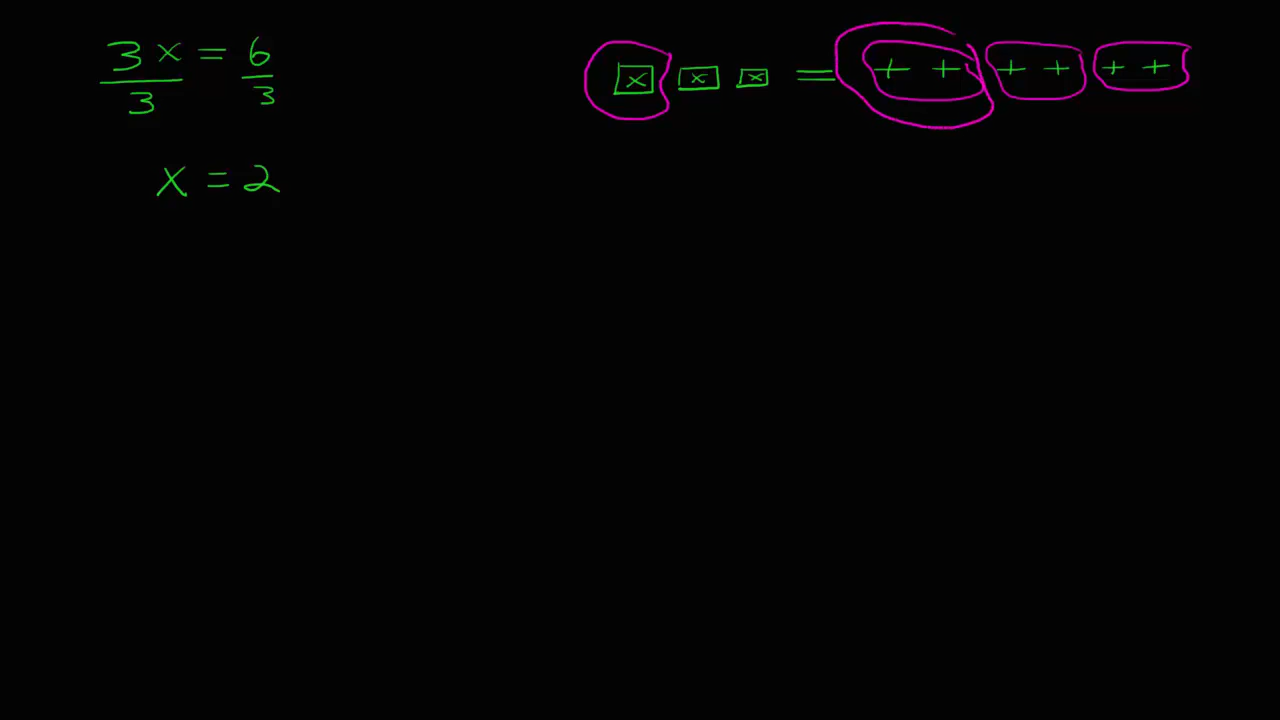 3x = 6
3 3
x = 2
x x x = + + + + + +